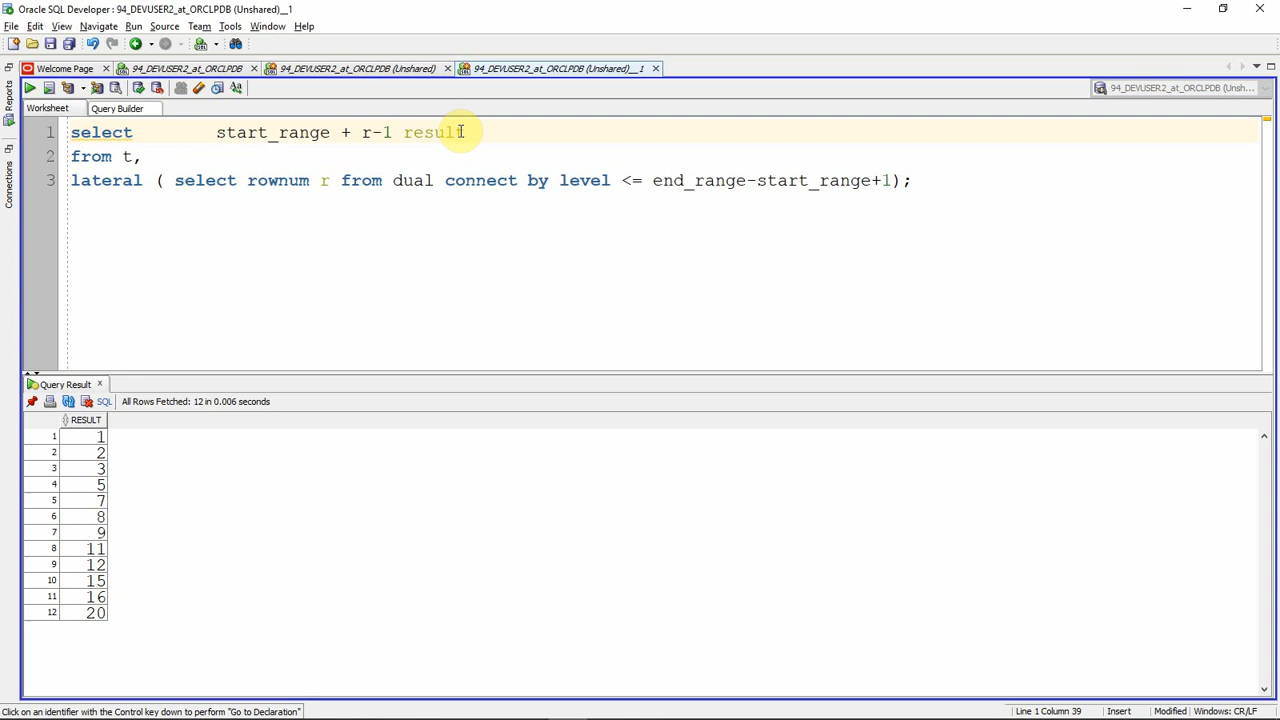 Oracle SQL Developer : 94_DEVUSER2_at_ORCLPDB (Unshared)__1
File Edit View Navigate Run Source Team Tools Window Help
Welcome Page × 94_DEVUSER2_at_ORCLPDB × 94_DEVUSER2_at_ORCLPDB (Unshared) × 94_DEVUSER2_at_ORCLPDB (Unshared)__1 ×
Reports
Connections
94_DEVUSER2_at_ORCLPDB (Unsh...
Worksheet Query Builder
1 select start_range + r-1 result
2 from t,
3 lateral ( select rownum r from dual connect by level <= end_range-start_range+1);
Query Result ×
SQL All Rows Fetched: 12 in 0.006 seconds
RESULT
1 1
2 2
3 3
4 5
5 7
6 8
7 9
8 11
9 12
10 15
11 16
12 20
Click on an identifier with the Control key down to perform "Go to Declaration" Line 1 Column 39 Insert Modified Windows: CR/LF